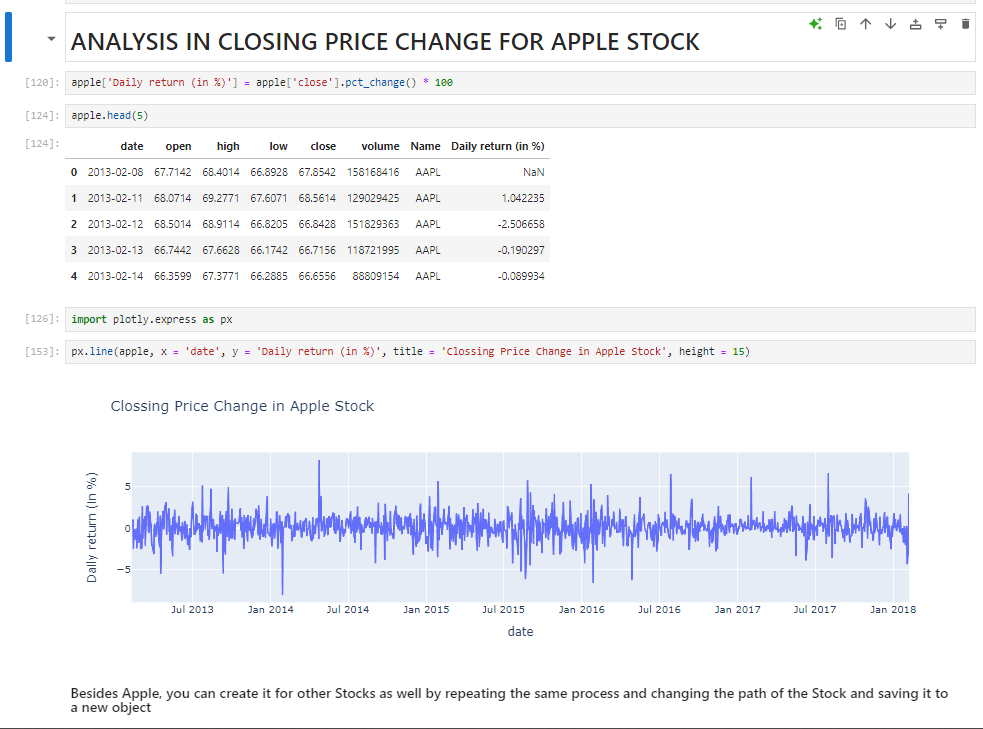 ANALYSIS IN CLOSING PRICE CHANGE FOR APPLE STOCK
[120]: apple['Daily return (in %)'] = apple['close'].pct_change() * 100
[124]: apple.head(5)
[124]: date open high low close volume Name Daily return (in %)
0 2013-02-08 67.7142 68.4014 66.8928 67.8542 158168416 AAPL NaN
1 2013-02-11 68.0714 69.2771 67.6071 68.5614 129029425 AAPL 1.042235
2 2013-02-12 68.5014 68.9114 66.8205 66.8428 151829363 AAPL -2.506658
3 2013-02-13 66.7442 67.6628 66.1742 66.7156 118721995 AAPL -0.190297
4 2013-02-14 66.3599 67.3771 66.2885 66.6556 88809154 AAPL -0.089934
[126]: import plotly.express as px
[153]: px.line(apple, x = 'date', y = 'Daily return (in %)', title = 'Clossing Price Change in Apple Stock', height = 15)
Clossing Price Change in Apple Stock
Daily return (in %)
5
0
−5
Jul 2013 Jan 2014 Jul 2014 Jan 2015 Jul 2015 Jan 2016 Jul 2016 Jan 2017 Jul 2017 Jan 2018
date
Besides Apple, you can create it for other Stocks as well by repeating the same process and changing the path of the Stock and saving it to
a new object